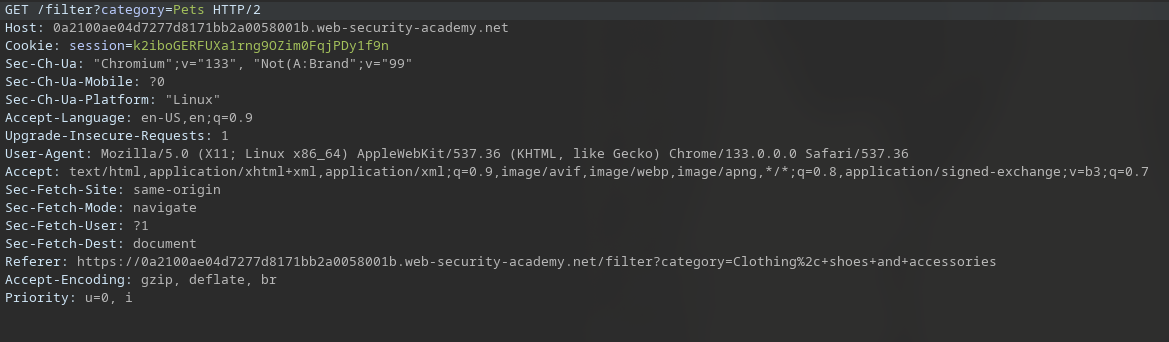 GET /filter?category=Pets HTTP/2
Host: 0a2100ae04d7277d8171bb2a0058001b.web-security-academy.net
Cookie: session=k2iboGERFUXa1rng9OZim0FqjPDy1f9n
Sec-Ch-Ua: "Chromium";v="133", "Not(A:Brand";v="99"
Sec-Ch-Ua-Mobile: ?0
Sec-Ch-Ua-Platform: "Linux"
Accept-Language: en-US,en;q=0.9
Upgrade-Insecure-Requests: 1
User-Agent: Mozilla/5.0 (X11; Linux x86_64) AppleWebKit/537.36 (KHTML, like Gecko) Chrome/133.0.0.0 Safari/537.36
Accept: text/html,application/xhtml+xml,application/xml;q=0.9,image/avif,image/webp,image/apng,*/*;q=0.8,application/signed-exchange;v=b3;q=0.7
Sec-Fetch-Site: same-origin
Sec-Fetch-Mode: navigate
Sec-Fetch-User: ?1
Sec-Fetch-Dest: document
Referer: https://0a2100ae04d7277d8171bb2a0058001b.web-security-academy.net/filter?category=Clothing%2c+shoes+and+accessories
Accept-Encoding: gzip, deflate, br
Priority: u=0, i